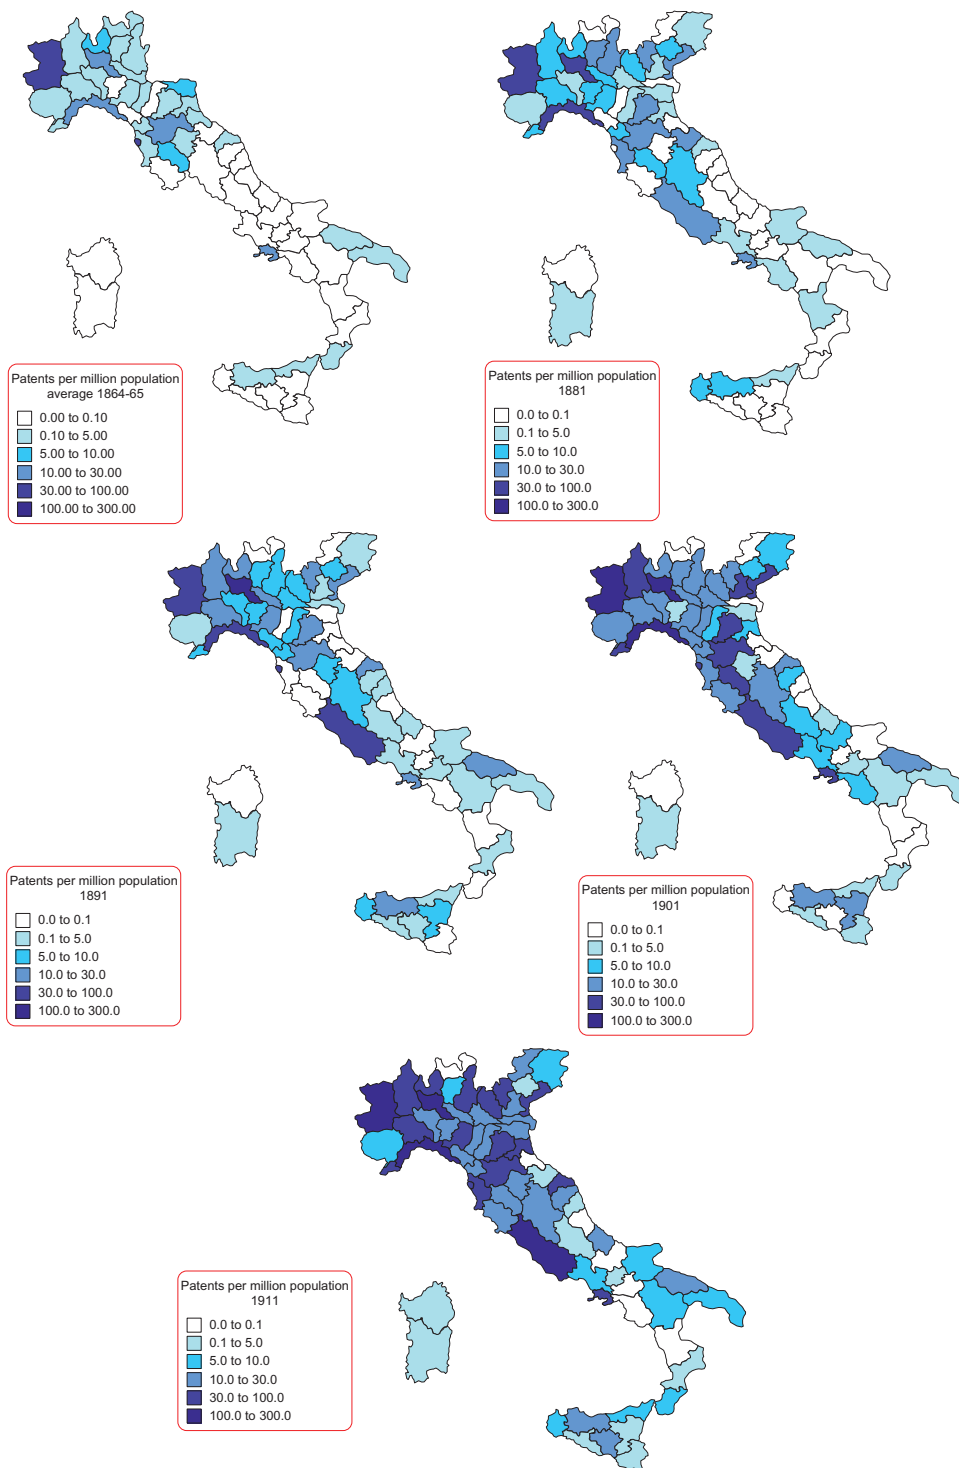 Patents per million population
average 1864-65
0.00 to 0.10
0.10 to 5.00
5.00 to 10.00
10.00 to 30.00
30.00 to 100.00
100.00 to 300.00
Patents per million population
1881
0.0 to 0.1
0.1 to 5.0
5.0 to 10.0
10.0 to 30.0
30.0 to 100.0
100.0 to 300.0
Patents per million population
1891
0.0 to 0.1
0.1 to 5.0
5.0 to 10.0
10.0 to 30.0
30.0 to 100.0
100.0 to 300.0
Patents per million population
1901
0.0 to 0.1
0.1 to 5.0
5.0 to 10.0
10.0 to 30.0
30.0 to 100.0
100.0 to 300.0
Patents per million population
1911
0.0 to 0.1
0.1 to 5.0
5.0 to 10.0
10.0 to 30.0
30.0 to 100.0
100.0 to 300.0